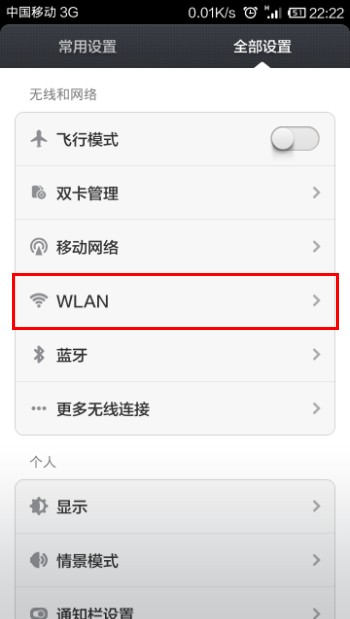 中国移动 3G 0.01K/s 51 22:22
常用设置 全部设置
无线和网络
飞行模式
双卡管理
移动网络
WLAN
蓝牙
更多无线连接
个人
显示
情景模式
通知栏设置